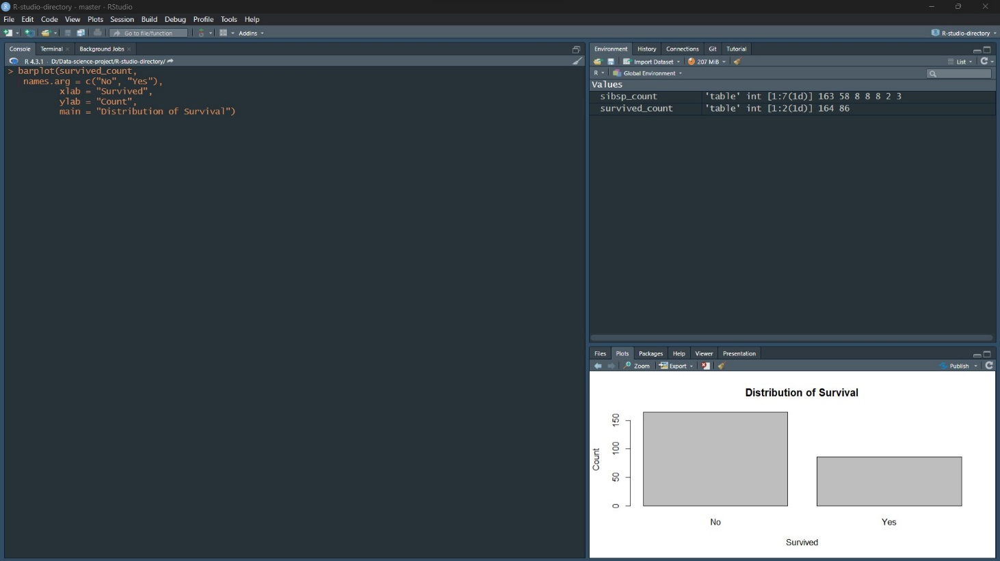 R-studio-directory - master - RStudio
File Edit Code View Plots Session Build Debug Profile Tools Help
Go to file/function Addins R-studio-directory
Console Terminal Background Jobs
R 4.3.1 · D:/Data-science-project/R-studio-directory/
> barplot(survived_count,
names.arg = c("No", "Yes"),
xlab = "Survived",
ylab = "Count",
main = "Distribution of Survival")
Environment History Connections Git Tutorial
Import Dataset 207 MiB List
R Global Environment
Values
sibsp_count 'table' int [1:7(1d)] 163 58 8 8 8 2 3
survived_count 'table' int [1:2(1d)] 164 86
Files Plots Packages Help Viewer Presentation
Zoom Export Publish
Distribution of Survival
Count
150
100
50
0
No Yes
Survived